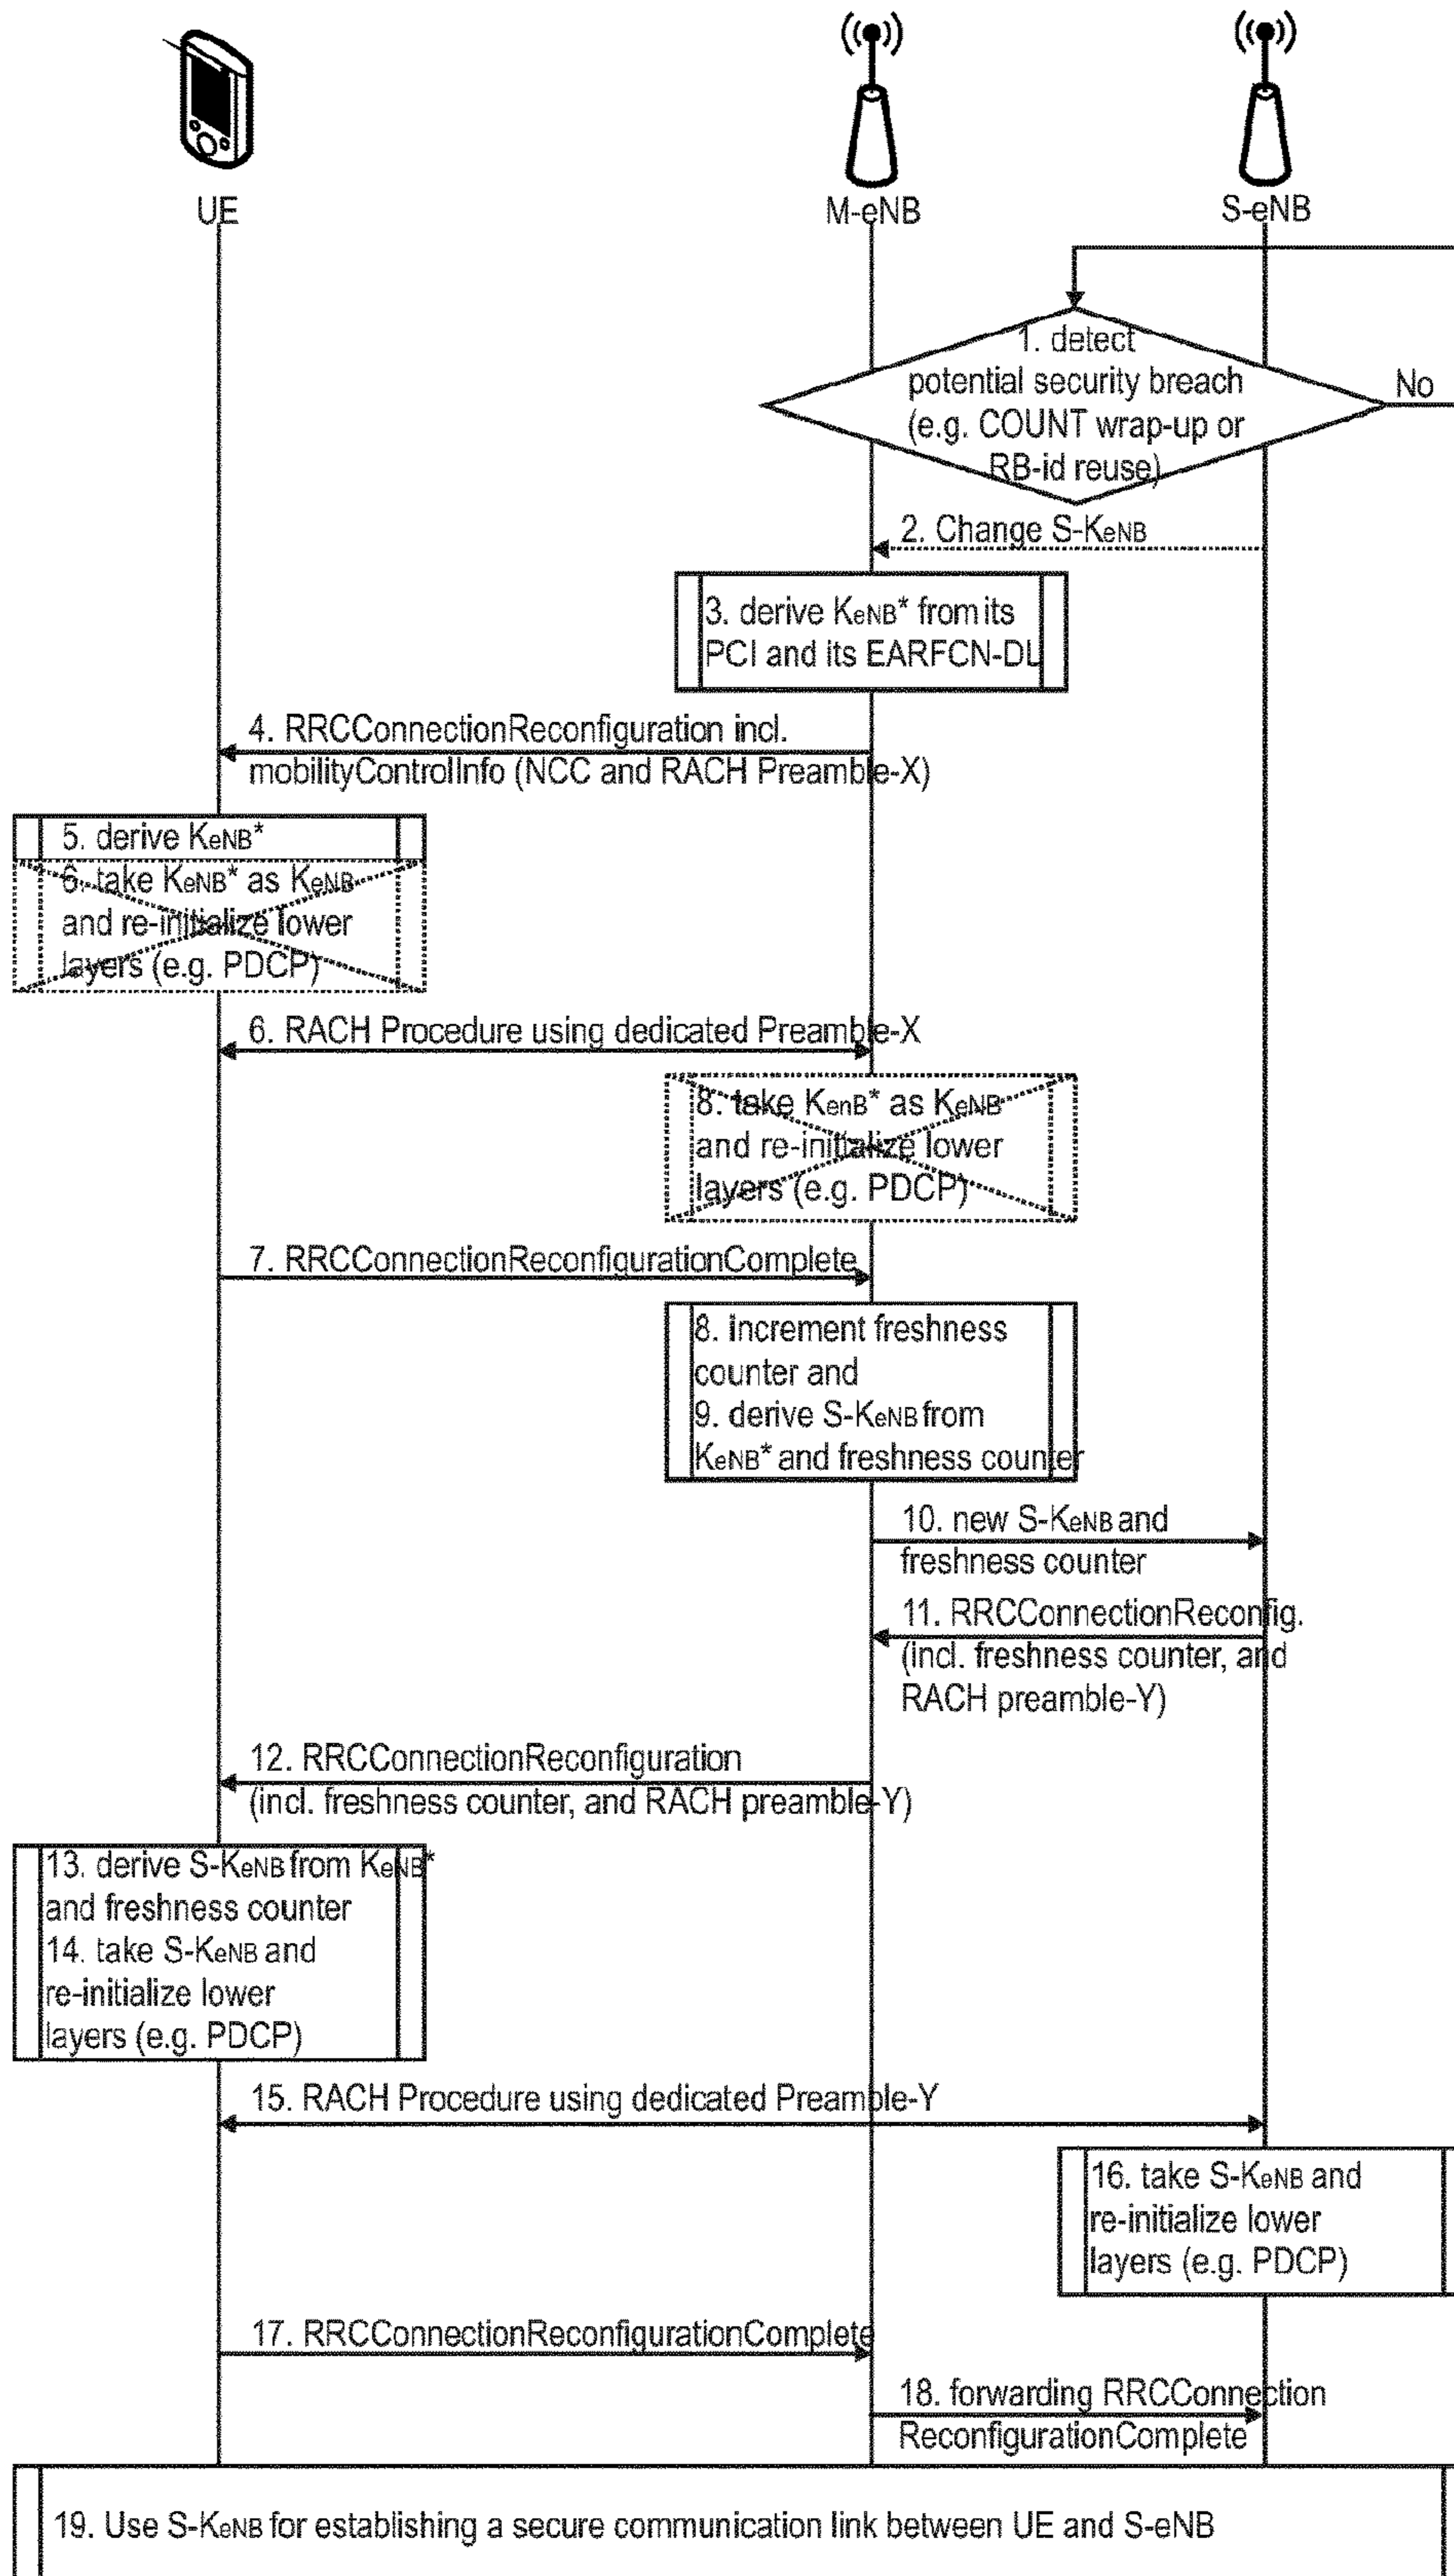 UE
M-eNB
S-eNB
1. detect
potential security breach
(e.g. COUNT wrap-up or
RB-id reuse)
No
2. Change S-KeNB
3. derive KeNB* from its
PCI and its EARFCN-DL
4. RRCConnectionReconfiguration incl.
mobilityControlInfo (NCC and RACH Preamble-X)
5. derive KeNB*
6. take KeNB* as KeNB
and re-initialize lower
layers (e.g. PDCP)
6. RACH Procedure using dedicated Preamble-X
8. take KenB* as KeNB
and re-initialize lower
layers (e.g. PDCP)
7. RRCConnectionReconfigurationComplete
8. increment freshness
counter and
9. derive S-KeNB from
KeNB* and freshness counter
10. new S-KeNB and
freshness counter
11. RRCConnectionReconfig.
(incl. freshness counter, and
RACH preamble-Y)
12. RRCConnectionReconfiguration
(incl. freshness counter, and RACH preamble-Y)
13. derive S-KeNB from KeNB*
and freshness counter
14. take S-KeNB and
re-initialize lower
layers (e.g. PDCP)
15. RACH Procedure using dedicated Preamble-Y
16. take S-KeNB and
re-initialize lower
layers (e.g. PDCP)
17. RRCConnectionReconfigurationComplete
18. forwarding RRCConnection
ReconfigurationComplete
19. Use S-KeNB for establishing a secure communication link between UE and S-eNB